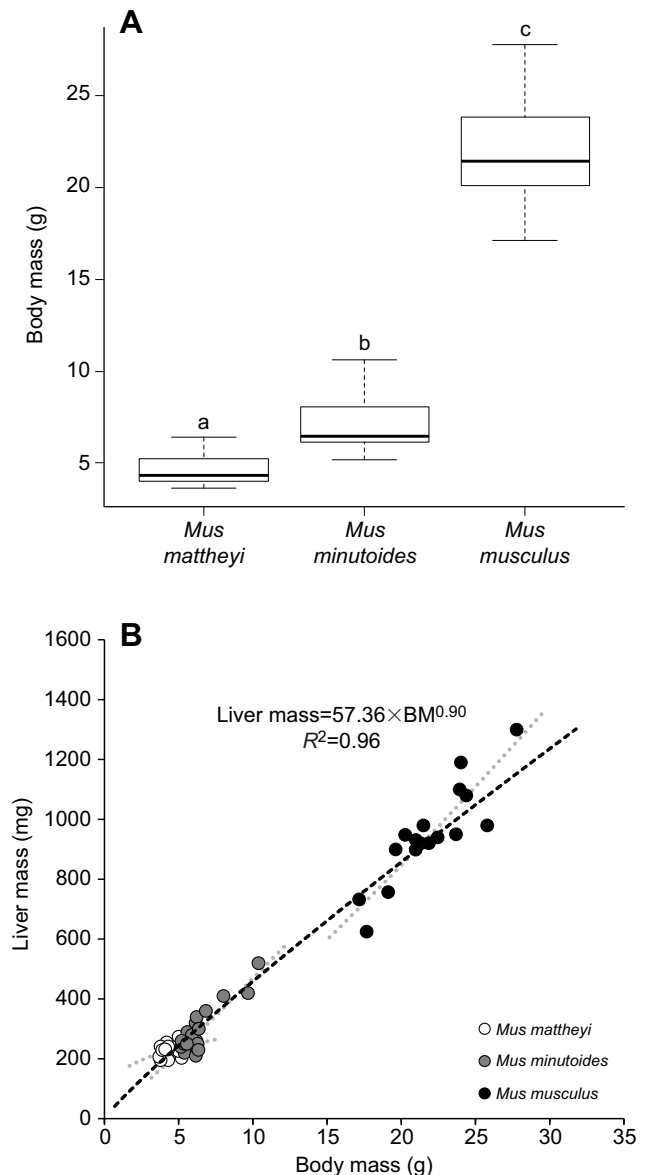 A
c
25
20
Body mass (g)
15
b
10
a
5
Mus mattheyi
Mus minutoides
Mus musculus
B
1600
1400
Liver mass=57.36×BM^0.90
R²=0.96
1200
1000
Liver mass (mg)
800
600
400
200
0
Mus mattheyi
Mus minutoides
Mus musculus
0 5 10 15 20 25 30 35
Body mass (g)